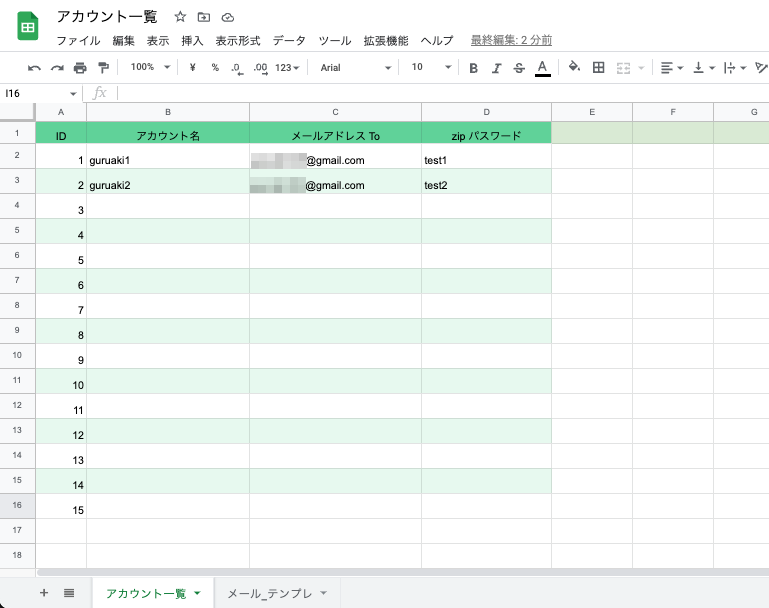 アカウント一覧
ファイル 編集 表示 挿入 表示形式 データ ツール 拡張機能 ヘルプ 最終編集: 2 分前
100% ¥ % .0 .00 123 Arial 10 B I S A
I16 fx
A B C D E F G
1 ID アカウント名 メールアドレス To zip パスワード
2 1 guruaki1 @gmail.com test1
3 2 guruaki2 @gmail.com test2
4 3
5 4
6 5
7 6
8 7
9 8
10 9
11 10
12 11
13 12
14 13
15 14
16 15
17
18
+ アカウント一覧 メール_テンプレ